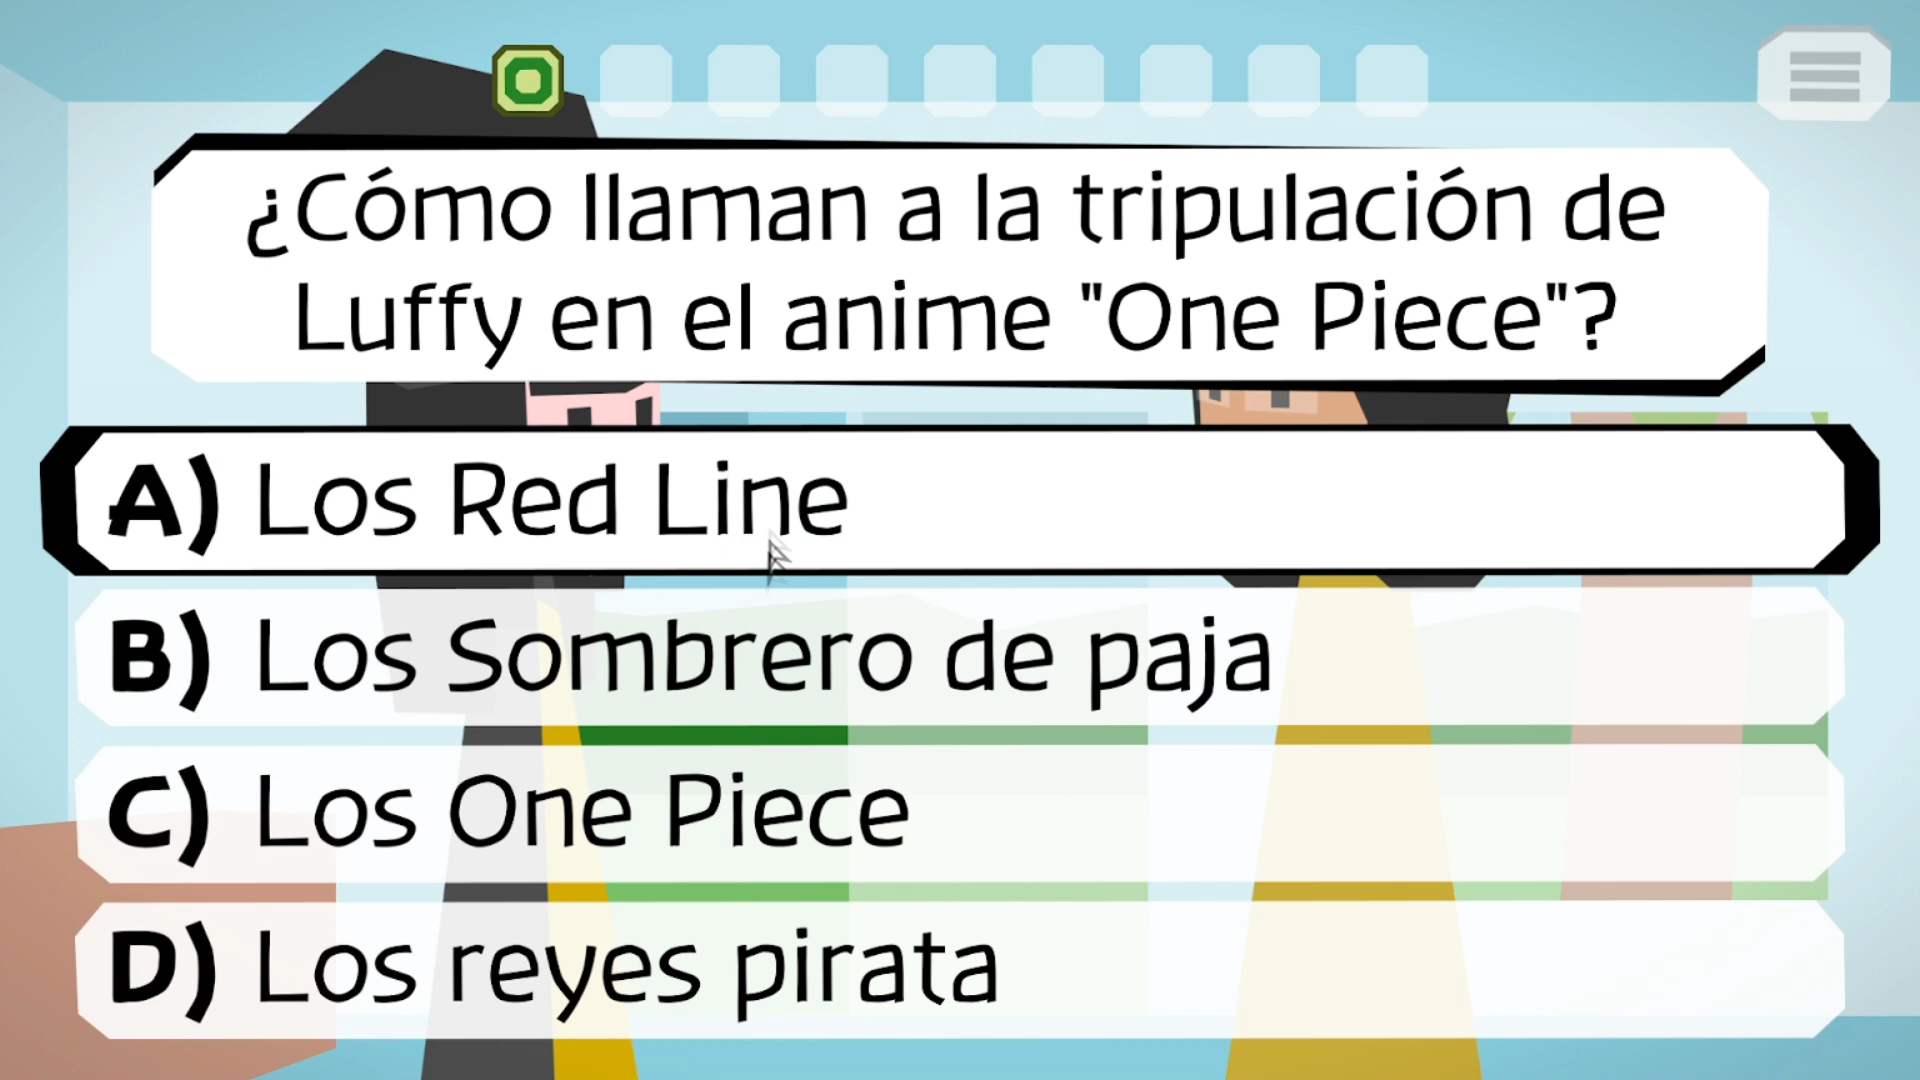 ¿Cómo llaman a la tripulación de
Luffy en el anime "One Piece"?
A) Los Red Line
B) Los Sombrero de paja
C) Los One Piece
D) Los reyes pirata